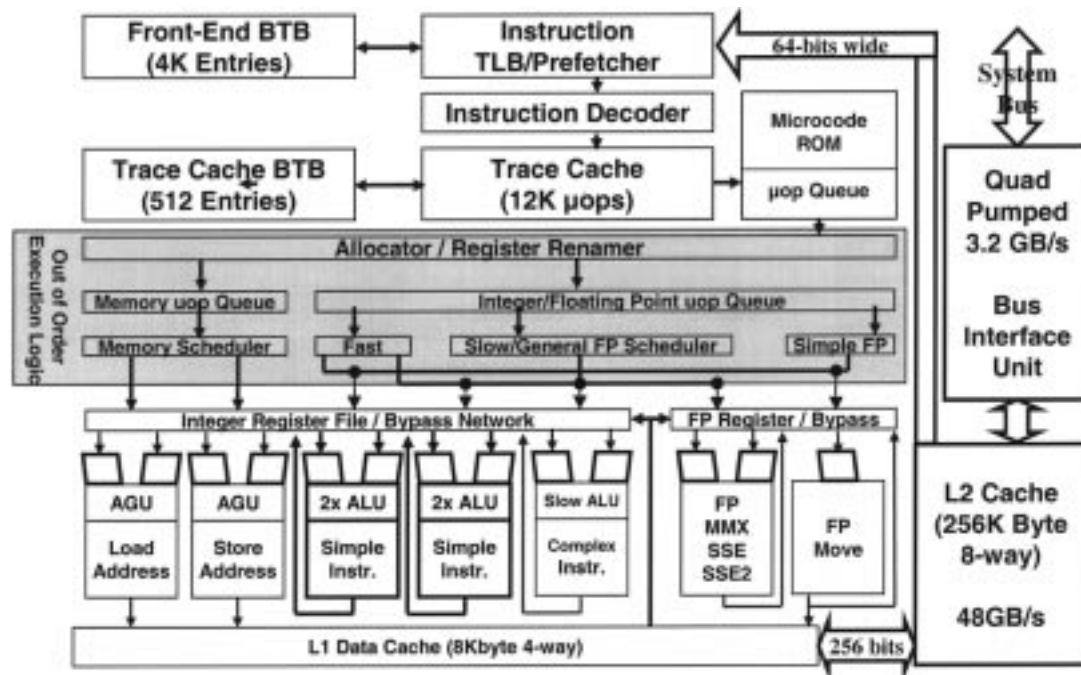 Front-End BTB
(4K Entries)
Instruction
TLB/Prefetcher
64-bits wide
System
Bus
Instruction Decoder
Microcode
ROM
Trace Cache BTB
(512 Entries)
Trace Cache
(12K µops)
µop Queue
Quad
Pumped
3.2 GB/s
Bus
Interface
Unit
Out of Order
Execution Logic
Allocator / Register Renamer
Memory uop Queue
Integer/Floating Point uop Queue
Memory Scheduler
Fast
Slow/General FP Scheduler
Simple FP
Integer Register File / Bypass Network
FP Register / Bypass
AGU
Load
Address
AGU
Store
Address
2x ALU
Simple
Instr.
2x ALU
Simple
Instr.
Slow ALU
Complex
Instr.
FP
MMX
SSE
SSE2
FP
Move
L2 Cache
(256K Byte
8-way)
48GB/s
L1 Data Cache (8Kbyte 4-way)
256 bits